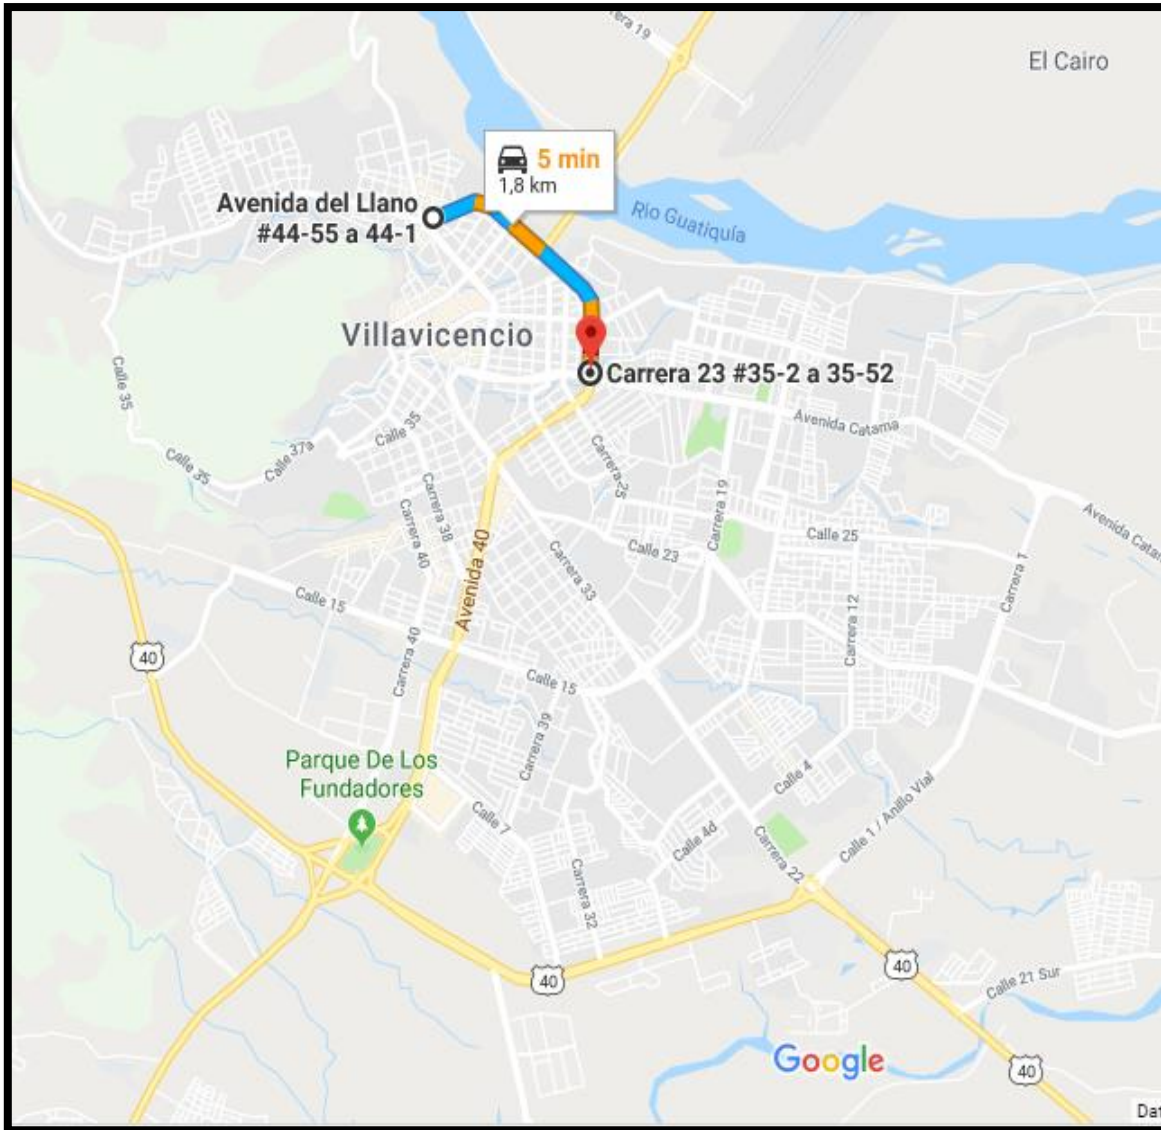 Carrera 19
El Cairo
5 min
1,8 km
Avenida del Llano
#44-55 a 44-1
Río Guatiquía
Villavicencio
Carrera 23 #35-2 a 35-52
Calle 35
Avenida Catama
Calle 35
Calle 37a
Calle 35
Carrera 25
Carrera 38
Carrera 40
Carrera 19
Calle 25
Avenida Catam
Calle 23
Avenida 40
Carrera 33
Carrera 1
Calle 15
Carrera 12
40
Carrera 40
Calle 15
Carrera 39
Parque De Los
Fundadores
Calle 4
Calle 7
Calle 4d
Calle 1 / Anillo Vial
Carrera 22
Carrera 32
40
40
Calle 21 Sur
Google
40
Dat